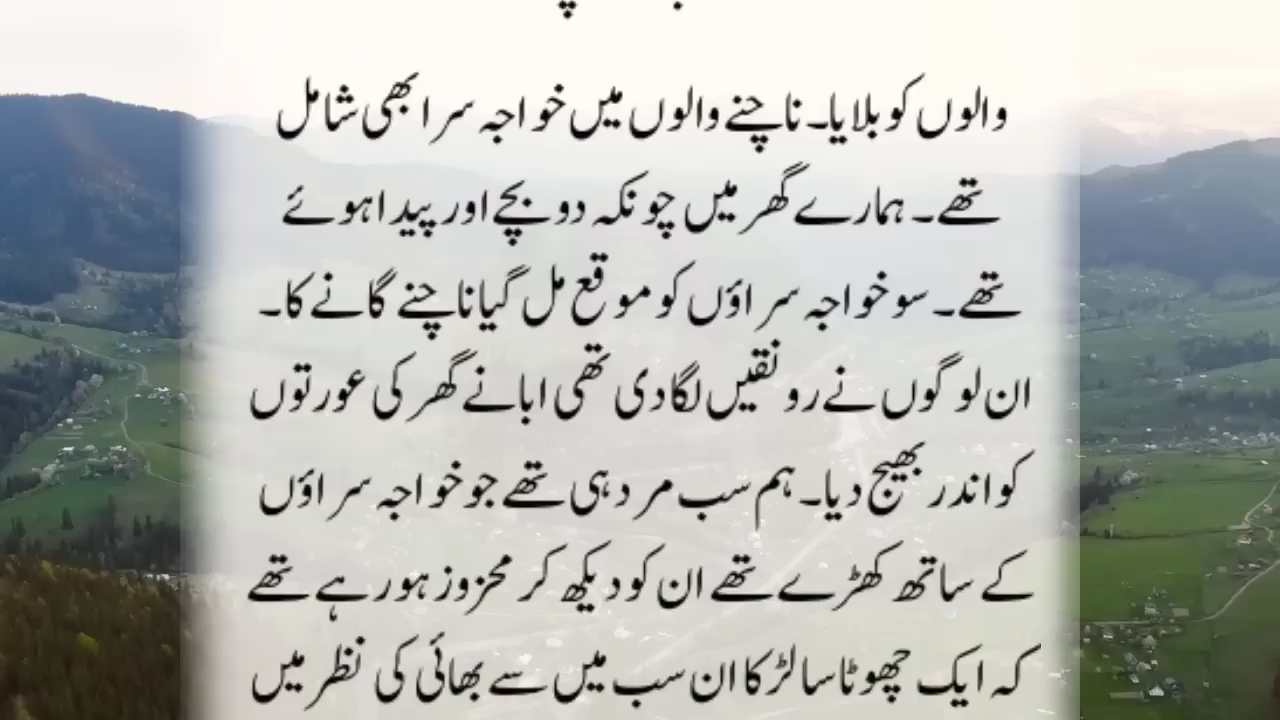 والوں کو بلایا۔ ناچنے والوں میں خواجہ سرا بھی شامل
تھے۔ ہمارے گھر میں چونکہ دو بچے اور پیدا ہوئے
تھے۔ سو خواجہ سراؤں کو موقع مل گیا ناچنے گانے کا۔
ان لوگوں نے رونقیں لگا دی تھی ابا نے گھر کی عورتوں
کو اندر بھیج دیا۔ ہم سب مرد ہی تھے جو خواجہ سراؤں
کے ساتھ کھڑے تھے ان کو دیکھ کر محزوز ہو رہے تھے
کہ ایک چھوٹا سا لڑکا ان سب میں سے بھائی کی نظر میں